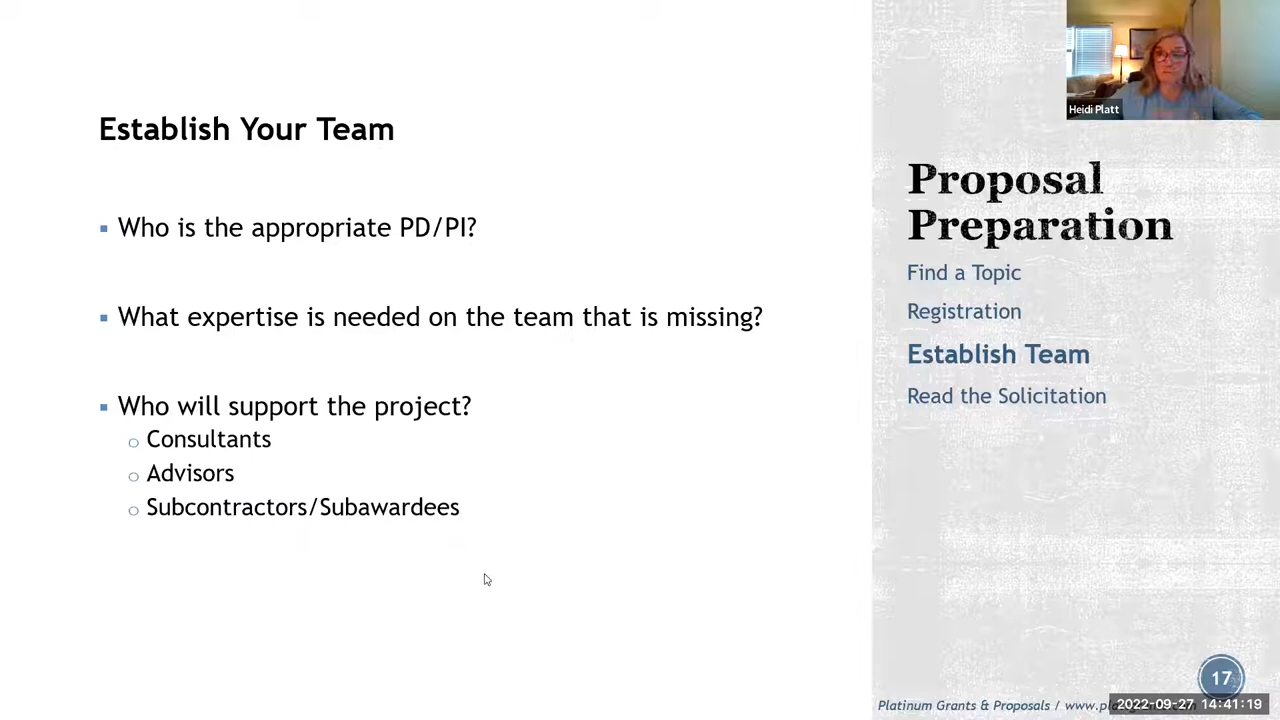 Heidi Platt
Establish Your Team
Who is the appropriate PD/PI?
What expertise is needed on the team that is missing?
Who will support the project?
Consultants
Advisors
Subcontractors/Subawardees
Proposal
Preparation
Find a Topic
Registration
Establish Team
Read the Solicitation
17
Platinum Grants & Proposals /
2022-09-27 14:41:19